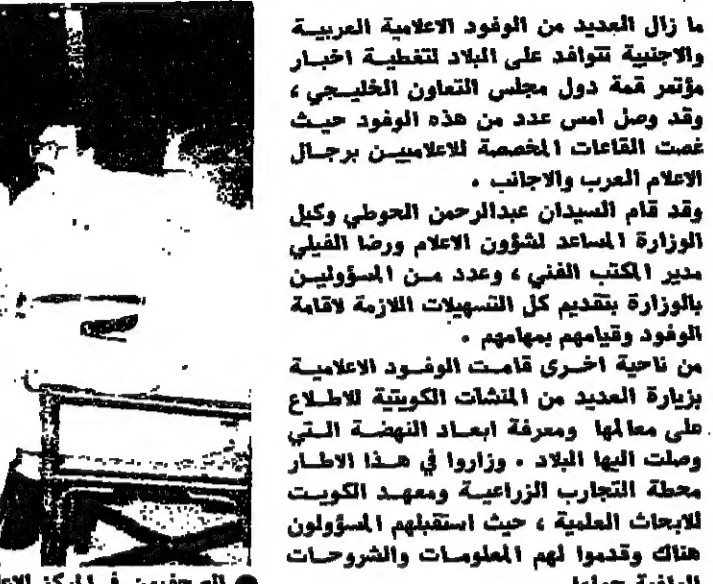 ما زال العديد من الوفود الاعلامية العربية
والاجنبية تتوافد على البلاد لتغطية اخبار
مؤتمر قمة دول مجلس التعاون الخليجي ،
وقد وصل امس عدد من هذه الوفود حيث
غصت القاعات المخصصة للاعلاميين برجال
الاعلام العرب والاجانب .
وقد قام السيدان عبدالرحمن الحوطي وكيل
الوزارة المساعد لشؤون الاعلام ورضا الفيلي
مدير المكتب الفني ، وعدد من المسؤولين
بالوزارة بتقديم كل التسهيلات اللازمة لاقامة
الوفود وقيامهم بمهامهم .
من ناحية اخرى قامت الوفود الاعلامية
بزيارة العديد من المنشآت الكويتية للاطلاع
على معالمها ومعرفة ابعاد النهضة التي
وصلت اليها البلاد . وزاروا في هذا الاطار
محطة التجارب الزراعية ومعهد الكويت
للابحاث العلمية ، حيث استقبلهم المسؤولون
هناك وقدموا لهم المعلومات والشروحات